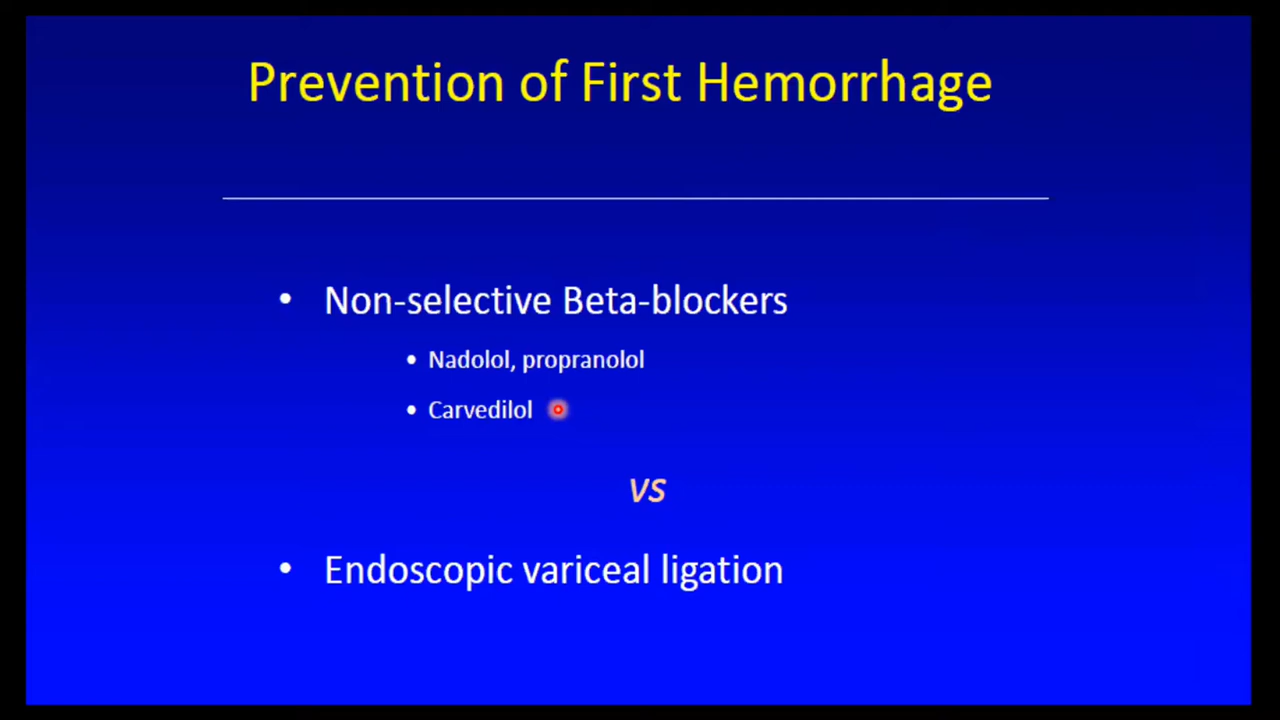 Prevention of First Hemorrhage
• Non-selective Beta-blockers
• Nadolol, propranolol
• Carvedilol
VS
• Endoscopic variceal ligation